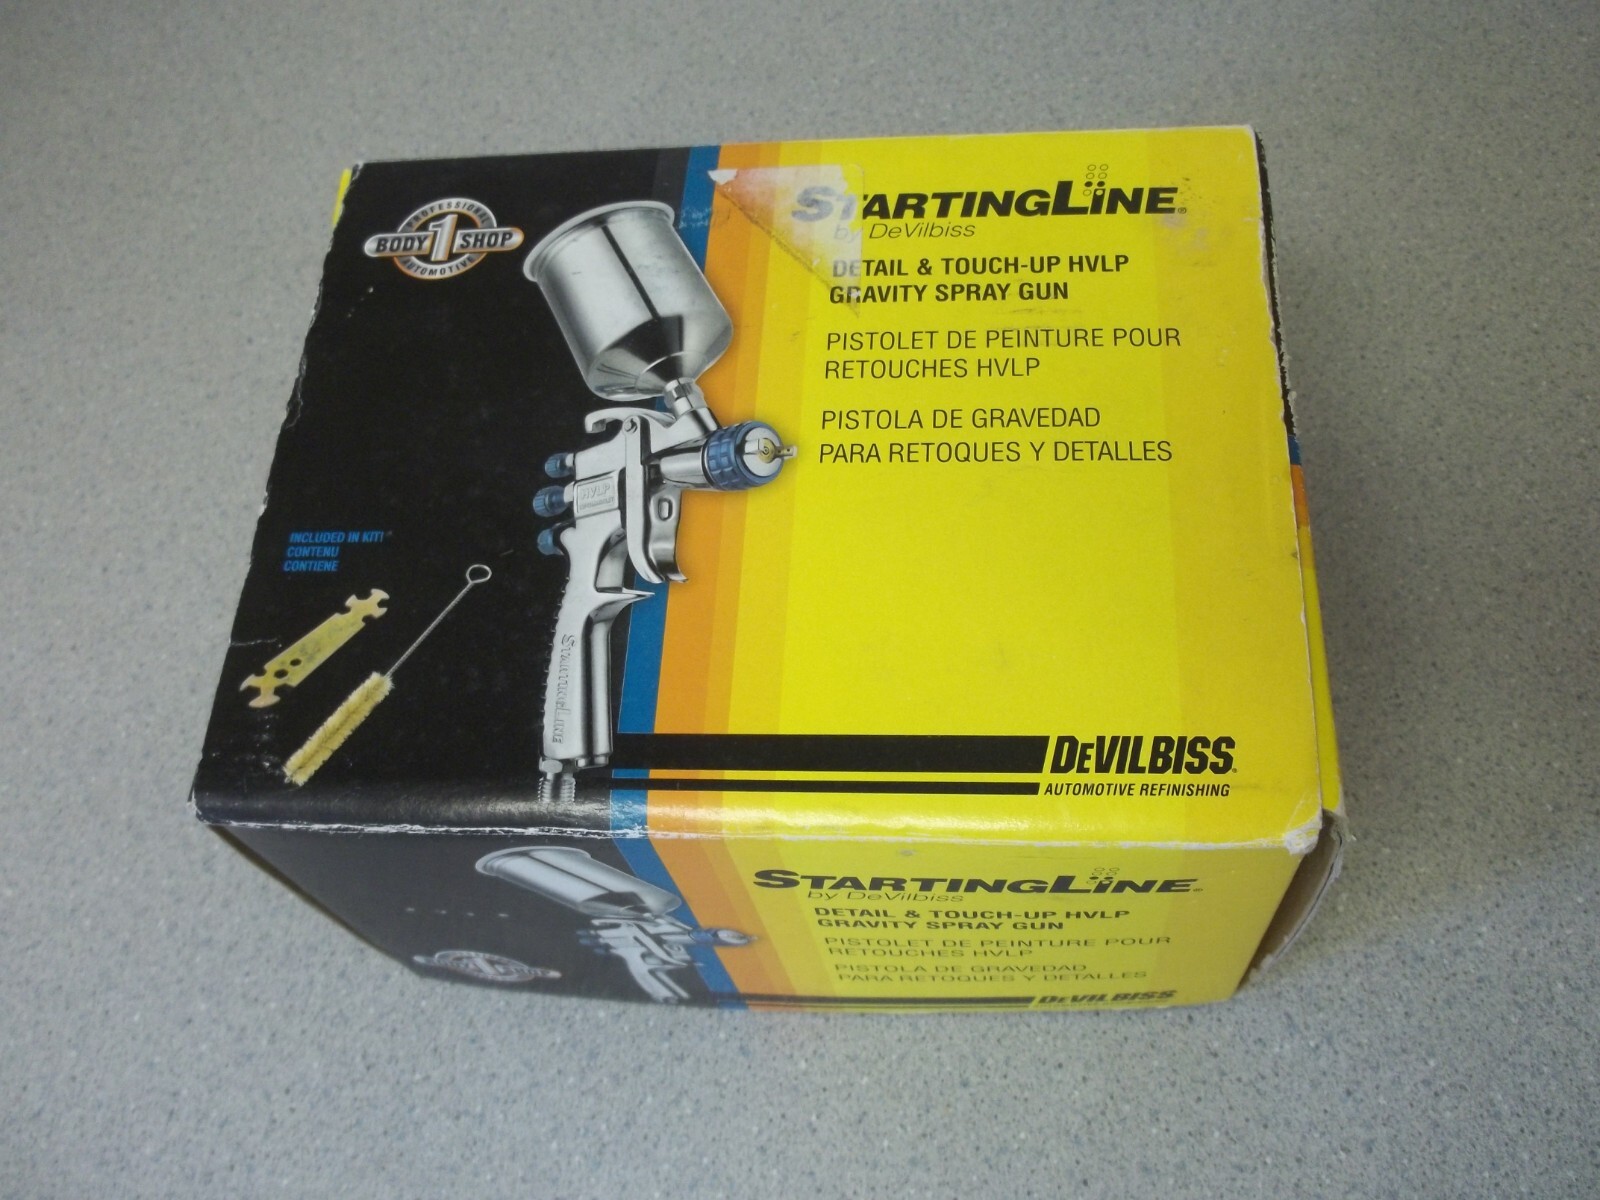 PROFESSIONAL
BODY 1 SHOP
AUTOMOTIVE
STARTINGLINE®
by DeVilbiss
DETAIL & TOUCH-UP HVLP
GRAVITY SPRAY GUN
PISTOLET DE PEINTURE POUR
RETOUCHES HVLP
PISTOLA DE GRAVEDAD
PARA RETOQUES Y DETALLES
HVLP
INCLUDED IN KIT!
CONTENU
CONTIENE
STARTINGLINE
DEVILBISS®
AUTOMOTIVE REFINISHING
STARTINGLINE®
by DeVilbiss
DETAIL & TOUCH-UP HVLP
GRAVITY SPRAY GUN
PISTOLET DE PEINTURE POUR
RETOUCHES HVLP
PISTOLA DE GRAVEDAD
PARA RETOQUES Y DETALLES
DEVILBISS